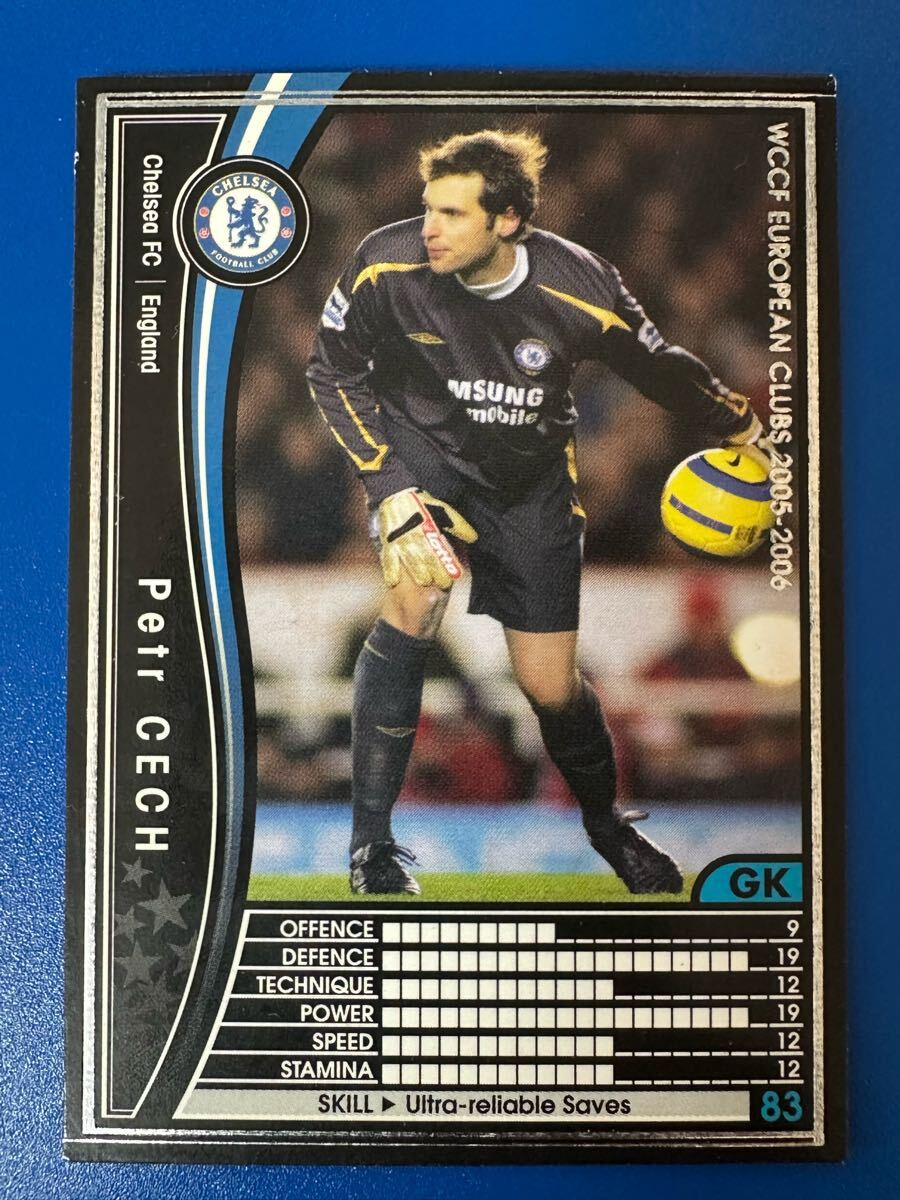 WCCF EUROPEAN CLUBS 2005-2006
CHELSEA
FOOTBALL CLUB
Chelsea FC | England
Petr CECH
MSUNG
mobile
Lotto
GK
OFFENCE 9
DEFENCE 19
TECHNIQUE 12
POWER 19
SPEED 12
STAMINA 12
SKILL ▶ Ultra-reliable Saves 83